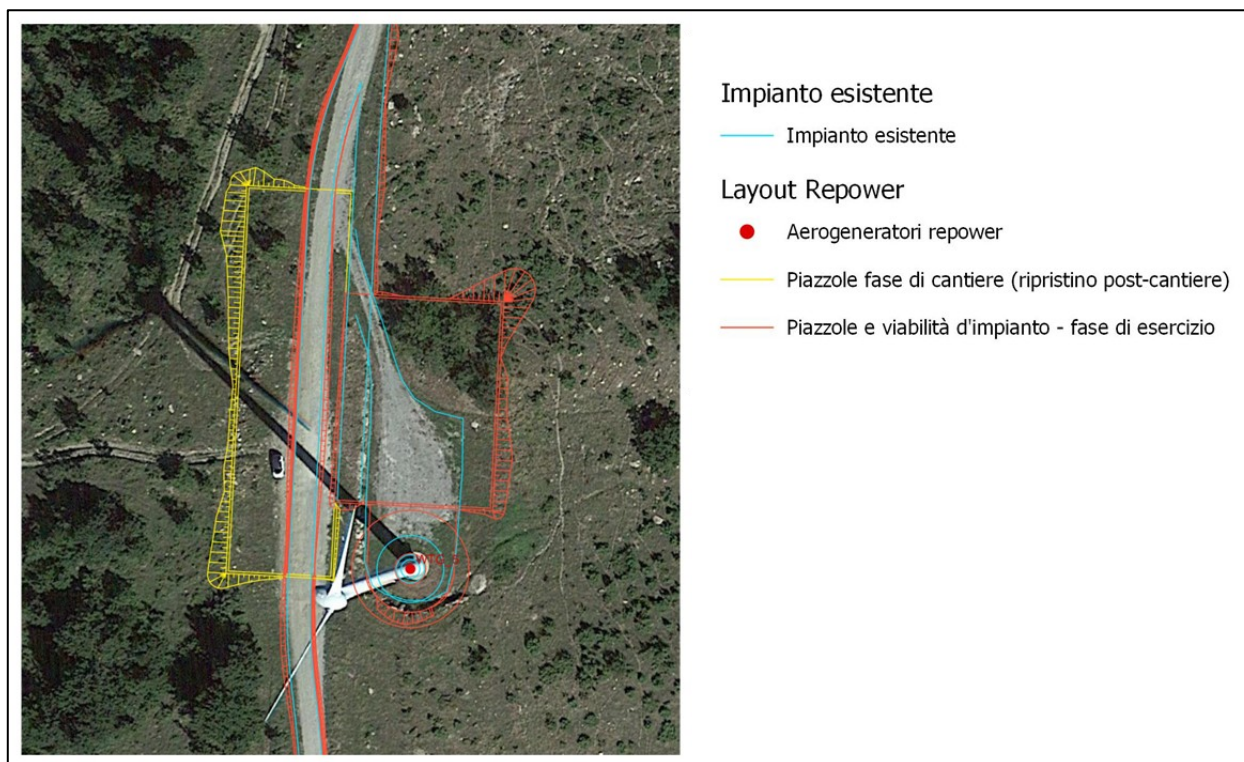 Impianto esistente
Impianto esistente
Layout Repower
Aerogeneratori repower
Piazzole fase di cantiere (ripristino post-cantiere)
Piazzole e viabilità d'impianto - fase di esercizio